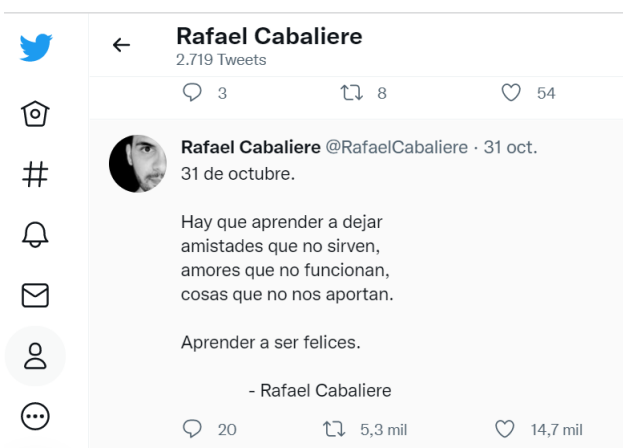 Rafael Cabaliere
2.719 Tweets
3 8 54
Rafael Cabaliere @RafaelCabaliere · 31 oct.
31 de octubre.
Hay que aprender a dejar
amistades que no sirven,
amores que no funcionan,
cosas que no nos aportan.
Aprender a ser felices.
- Rafael Cabaliere
20 5,3 mil 14,7 mil